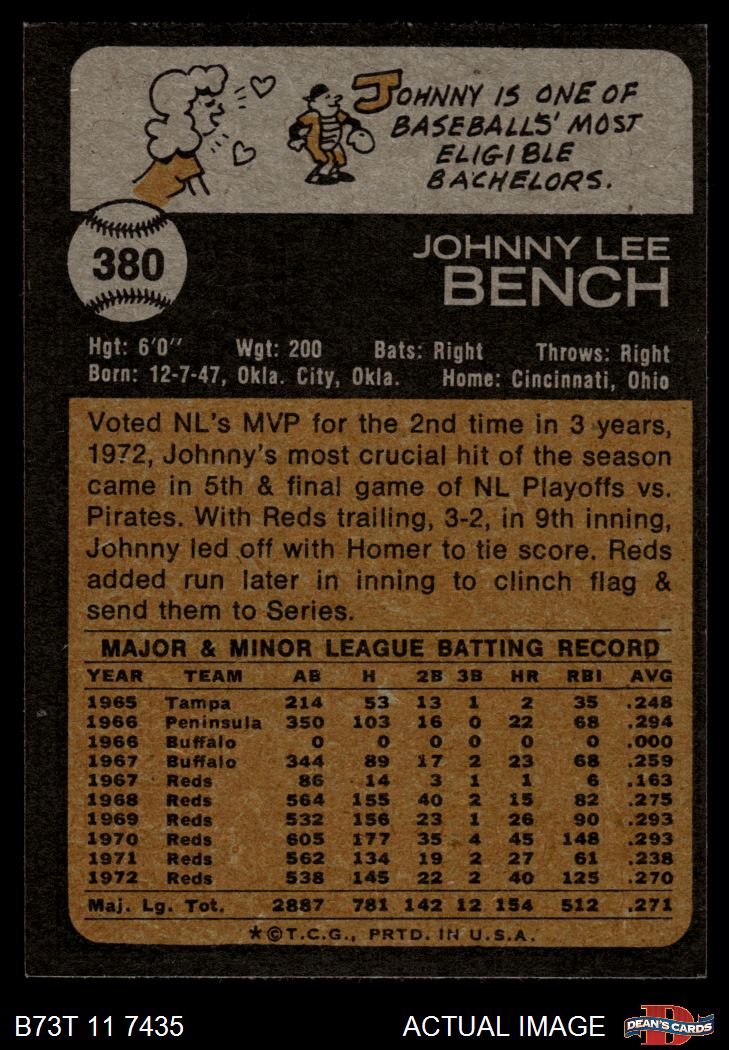 JOHNNY IS ONE OF
BASEBALLS' MOST
ELIGIBLE
BACHELORS.
380
JOHNNY LEE
BENCH
Hgt: 6'0" Wgt: 200 Bats: Right Throws: Right
Born: 12-7-47, Okla. City, Okla. Home: Cincinnati, Ohio
Voted NL's MVP for the 2nd time in 3 years,
1972, Johnny's most crucial hit of the season
came in 5th & final game of NL Playoffs vs.
Pirates. With Reds trailing, 3-2, in 9th inning,
Johnny led off with Homer to tie score. Reds
added run later in inning to clinch flag &
send them to Series.
MAJOR & MINOR LEAGUE BATTING RECORD
YEAR TEAM AB H 2B 3B HR RBI AVG
1965 Tampa 214 53 13 1 2 35 .248
1966 Peninsula 350 103 16 0 22 68 .294
1966 Buffalo 0 0 0 0 0 0 .000
1967 Buffalo 344 89 17 2 23 68 .259
1967 Reds 86 14 3 1 1 6 .163
1968 Reds 564 155 40 2 15 82 .275
1969 Reds 532 156 23 1 26 90 .293
1970 Reds 605 177 35 4 45 148 .293
1971 Reds 562 134 19 2 27 61 .238
1972 Reds 538 145 22 2 40 125 .270
Maj. Lg. Tot. 2887 781 142 12 154 512 .271
*©T.C.G., PRTD. IN U.S.A.
B73T 11 7435 ACTUAL IMAGE
D
DEAN'S CARDS